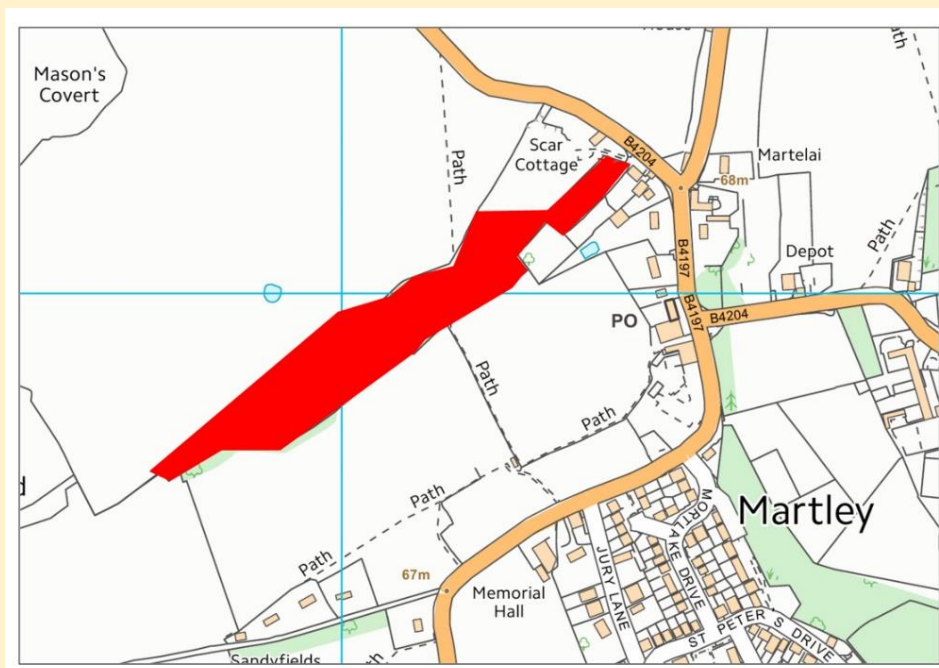 Mason's
Covert
Path
Scar
Cottage
B4204
Martelai
68m
Path
Depot
B4197
PO
B4197
B4204
Path
Path
Path
Martley
MORTLAKE DRIVE
JURY LANE
Path
67m
Memorial
Hall
ST PETER'S DRIVE
Sandyfields
Path